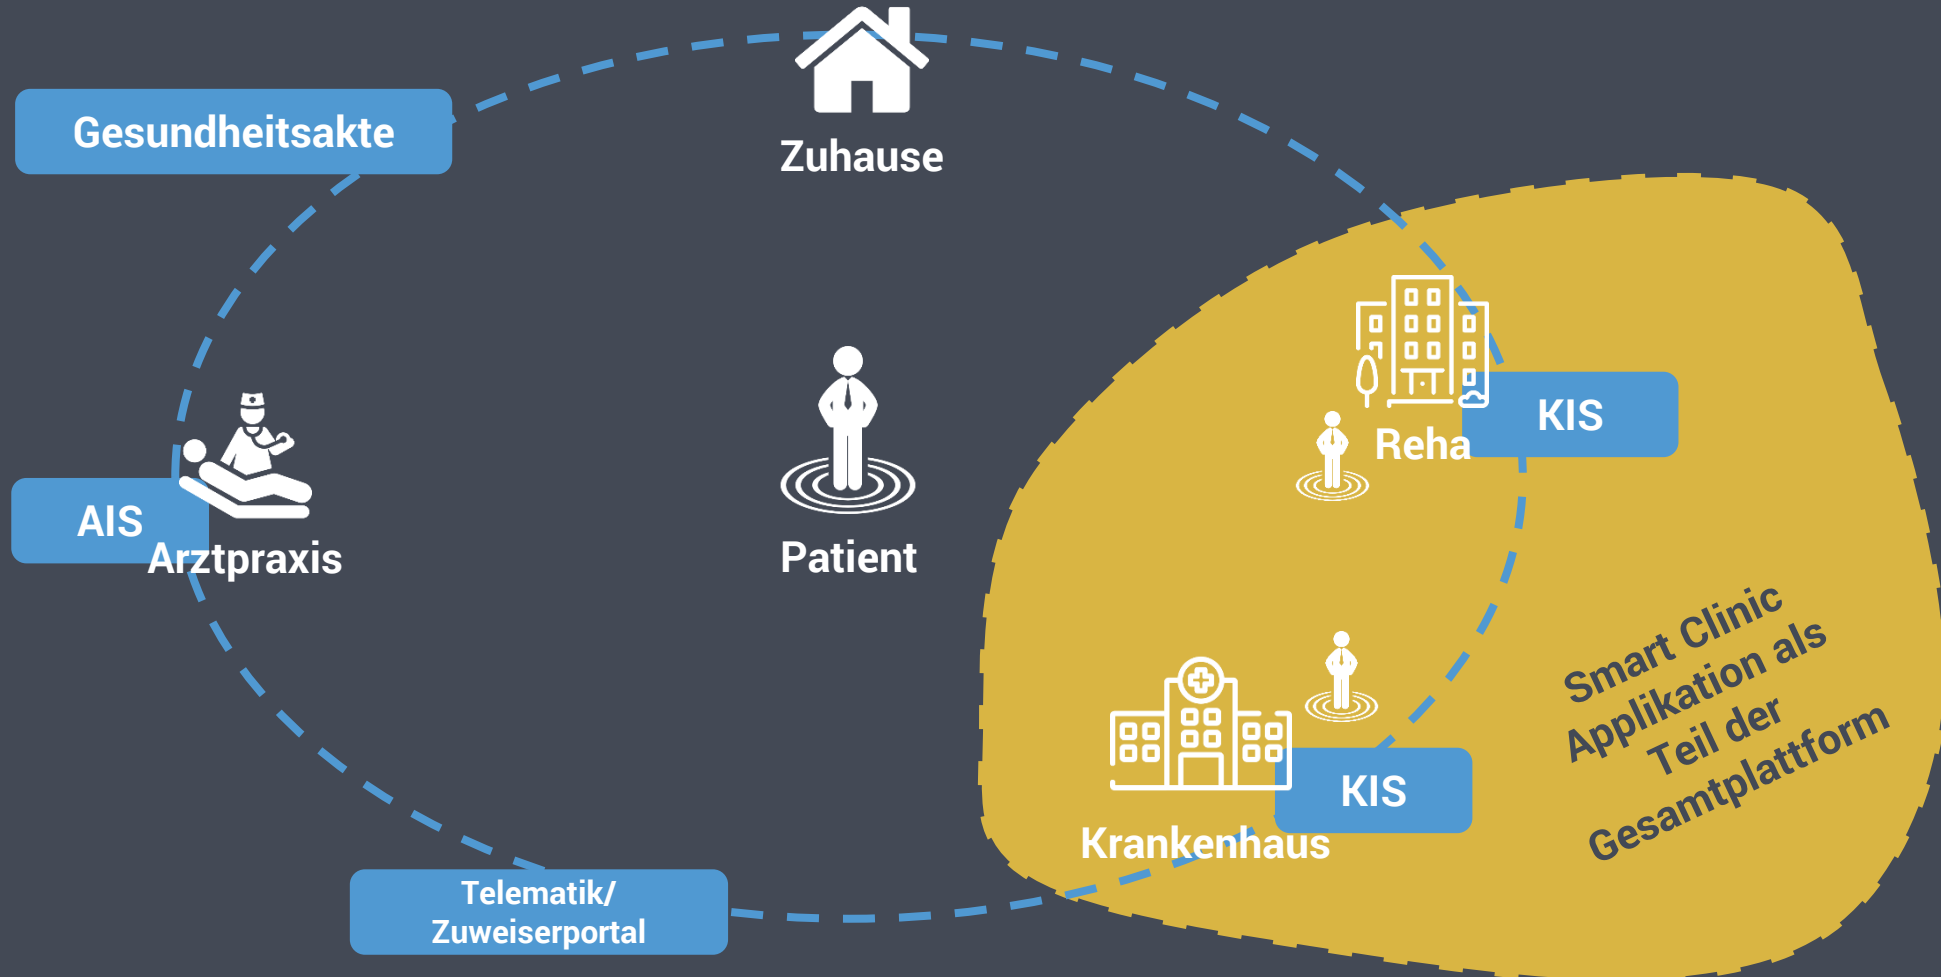 Gesundheitsakte
Zuhause
KIS
Reha
AIS
Arztpraxis
Patient
Smart Clinic
Applikation als
Teil der
Gesamtplattform
KIS
Krankenhaus
Telematik/
Zuweiserportal